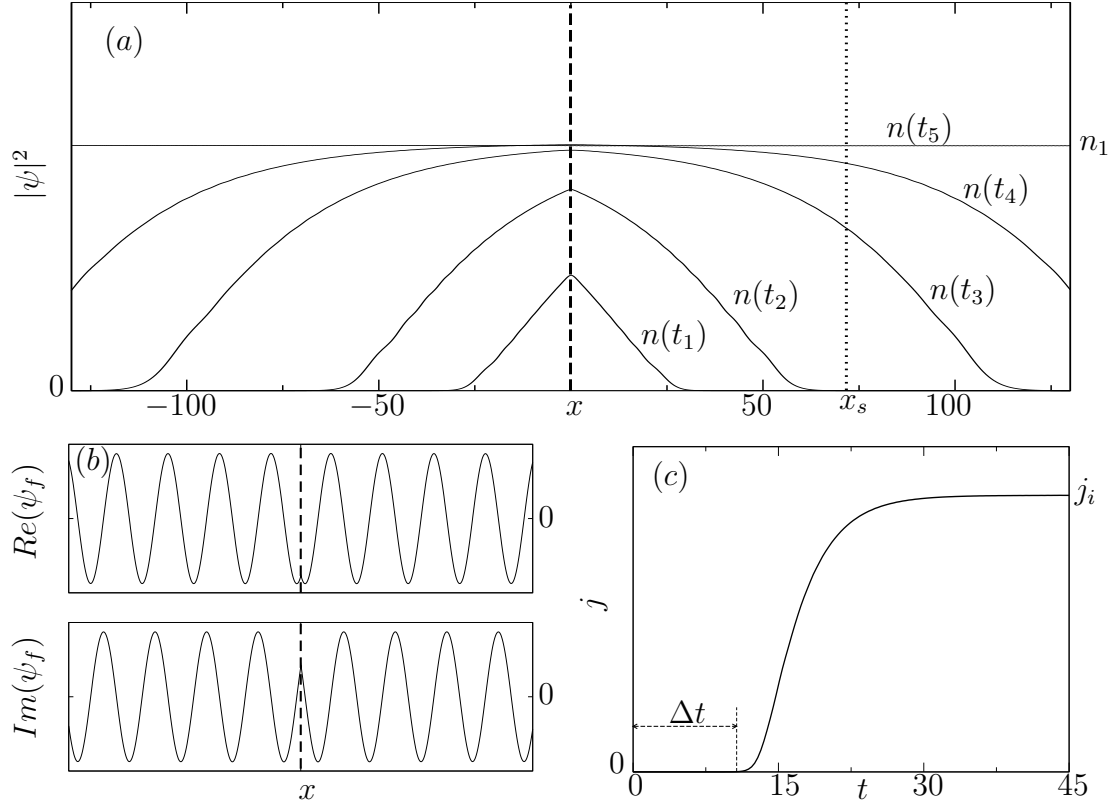 (a)
|ψ|²
n(t₅)
n₁
n(t₄)
n(t₃)
n(t₂)
n(t₁)
0
−100
−50
x
50
xₛ
100
(b)
Re(ψ_f)
0
Im(ψ_f)
0
x
(c)
j_i
j
Δt
0
0
15
t
30
45